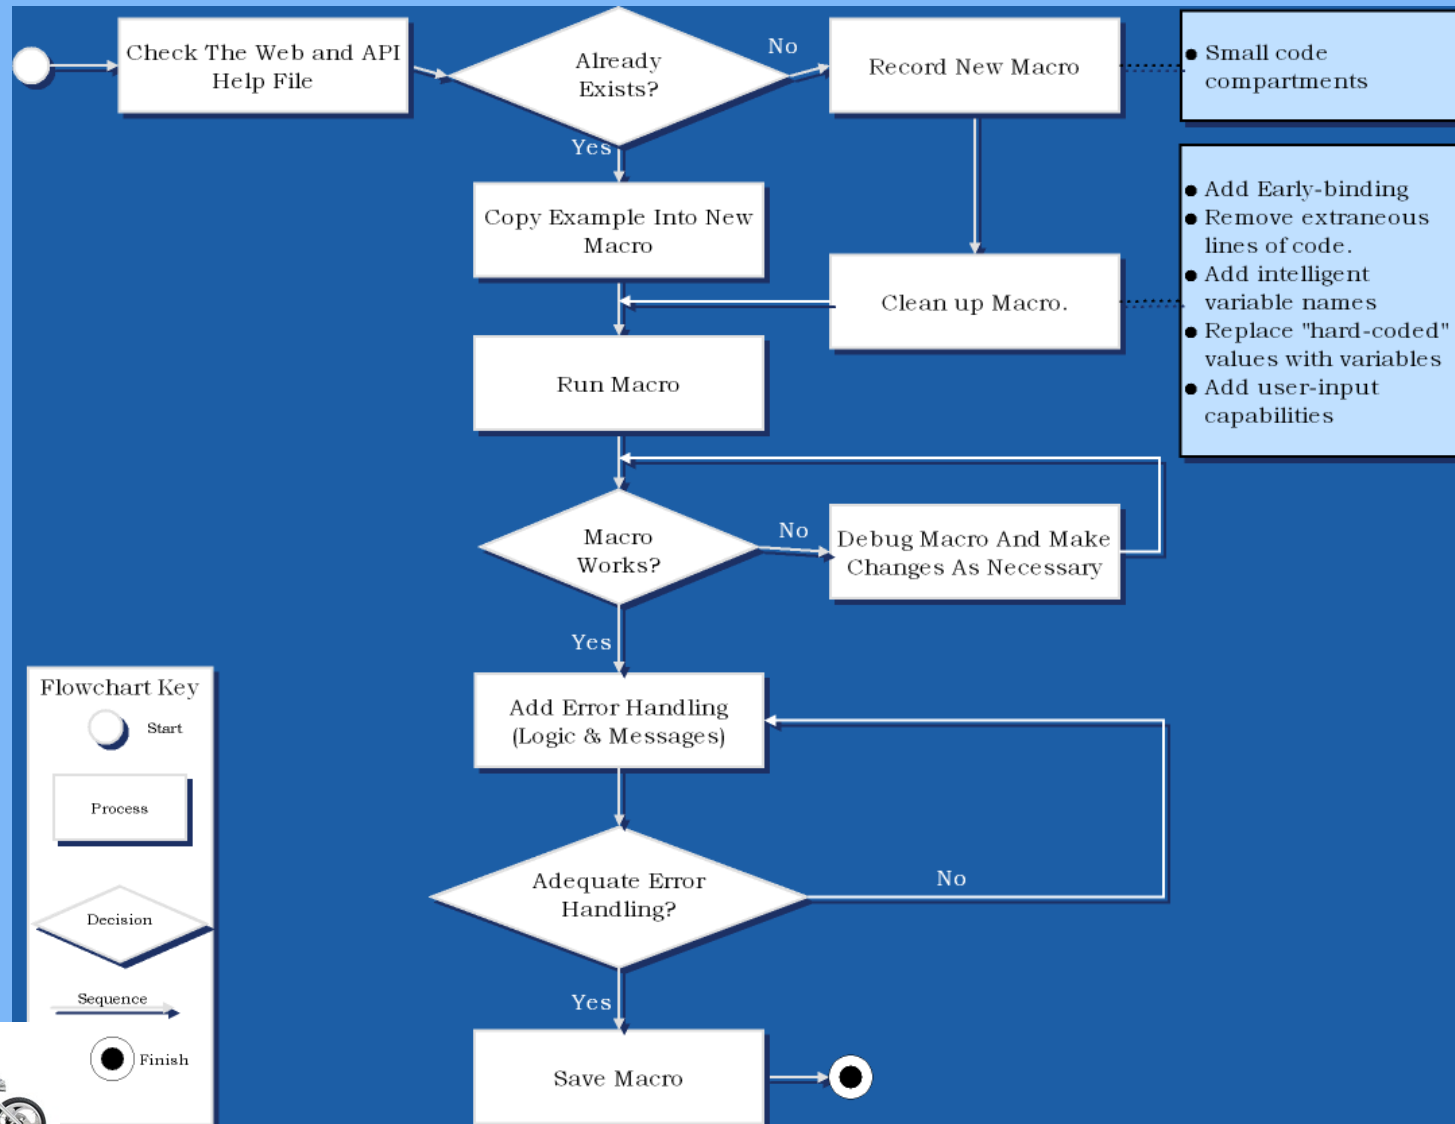 Check The Web and API
Help File
Already
Exists?
No
Record New Macro
● Small code
compartments
Yes
Copy Example Into New
Macro
Clean up Macro.
● Add Early-binding
● Remove extraneous
lines of code.
● Add intelligent
variable names
● Replace "hard-coded"
values with variables
● Add user-input
capabilities
Run Macro
Macro
Works?
No
Debug Macro And Make
Changes As Necessary
Yes
Add Error Handling
(Logic & Messages)
Adequate Error
Handling?
No
Yes
Save Macro
Flowchart Key
Start
Process
Decision
Sequence
Finish